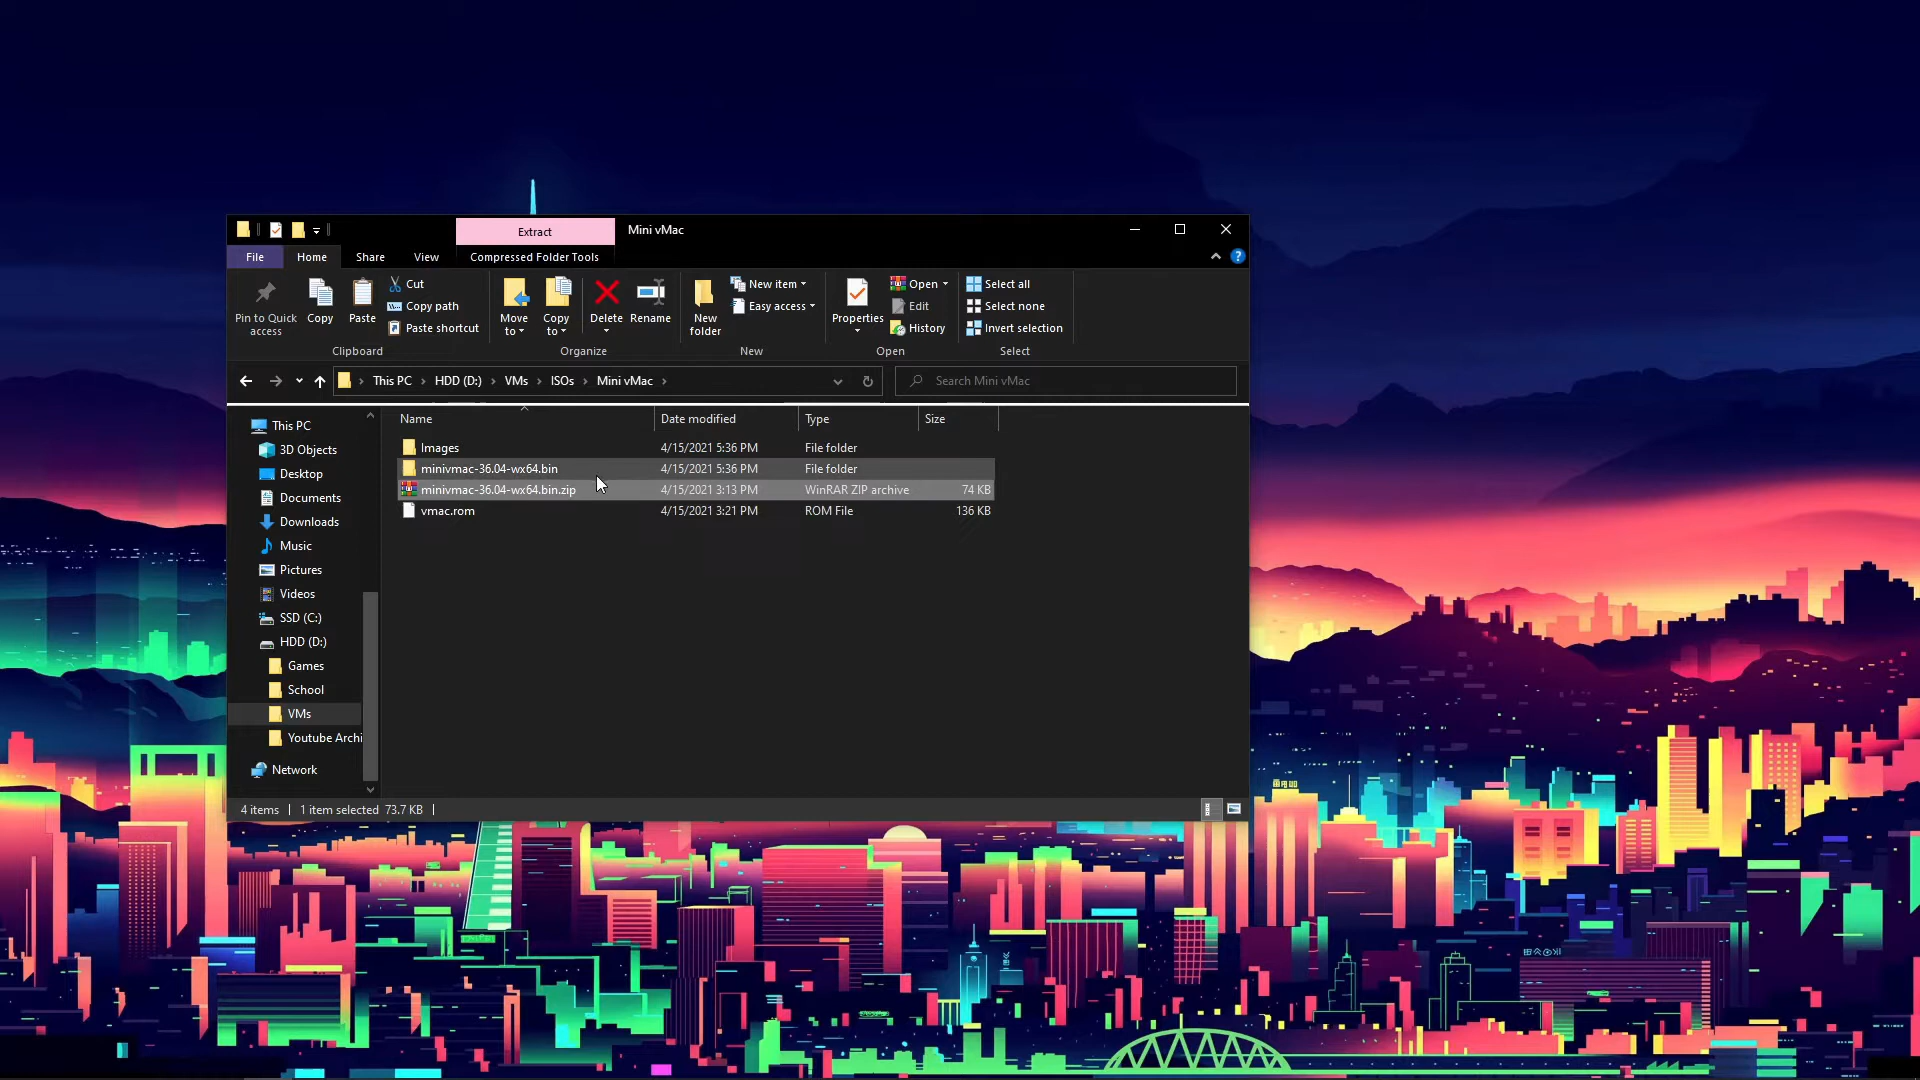 Extract
Mini vMac
File
Home
Share
View
Compressed Folder Tools
Pin to Quick access
Copy
Paste
Cut
Copy path
Paste shortcut
Clipboard
Move to
Copy to
Delete
Rename
Organize
New folder
New item
Easy access
New
Properties
Open
Edit
History
Open
Select all
Select none
Invert selection
Select
This PC
HDD (D:)
VMs
ISOs
Mini vMac
Search Mini vMac
This PC
3D Objects
Desktop
Documents
Downloads
Music
Pictures
Videos
SSD (C:)
HDD (D:)
Games
School
VMs
Youtube Archi
Network
Name Date modified Type Size
Images 4/15/2021 5:36 PM File folder
minivmac-36.04-wx64.bin 4/15/2021 5:36 PM File folder
minivmac-36.04-wx64.bin.zip 4/15/2021 3:13 PM WinRAR ZIP archive 74 KB
vmac.rom 4/15/2021 3:21 PM ROM File 136 KB
4 items 1 item selected 73.7 KB